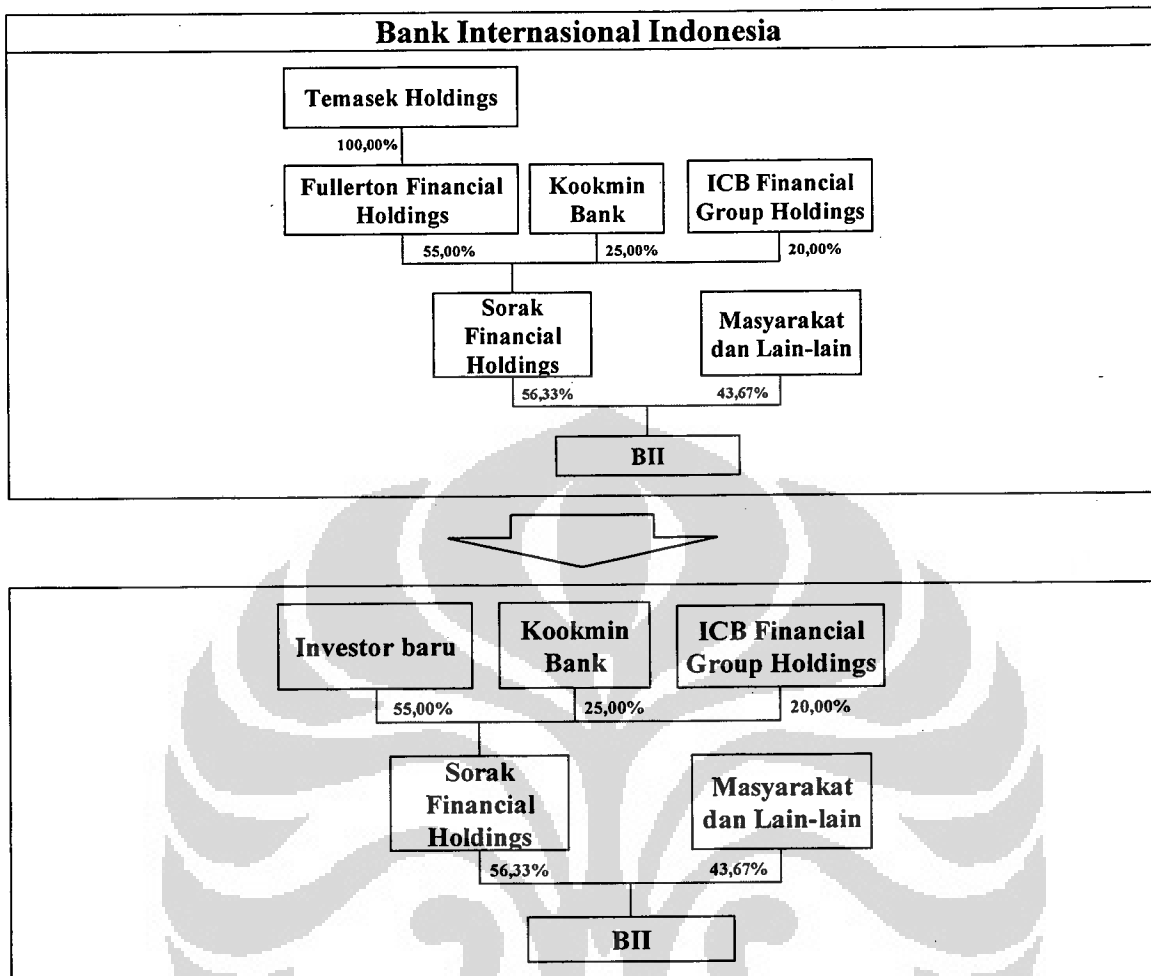 Bank Internasional Indonesia
Temasek Holdings
100,00%
Fullerton Financial
Holdings
Kookmin
Bank
ICB Financial
Group Holdings
55,00%
25,00%
20,00%
Sorak
Financial
Holdings
Masyarakat
dan Lain-lain
56,33%
43,67%
BII
Investor baru
Kookmin
Bank
ICB Financial
Group Holdings
55,00%
25,00%
20,00%
Sorak
Financial
Holdings
Masyarakat
dan Lain-lain
56,33%
43,67%
BII